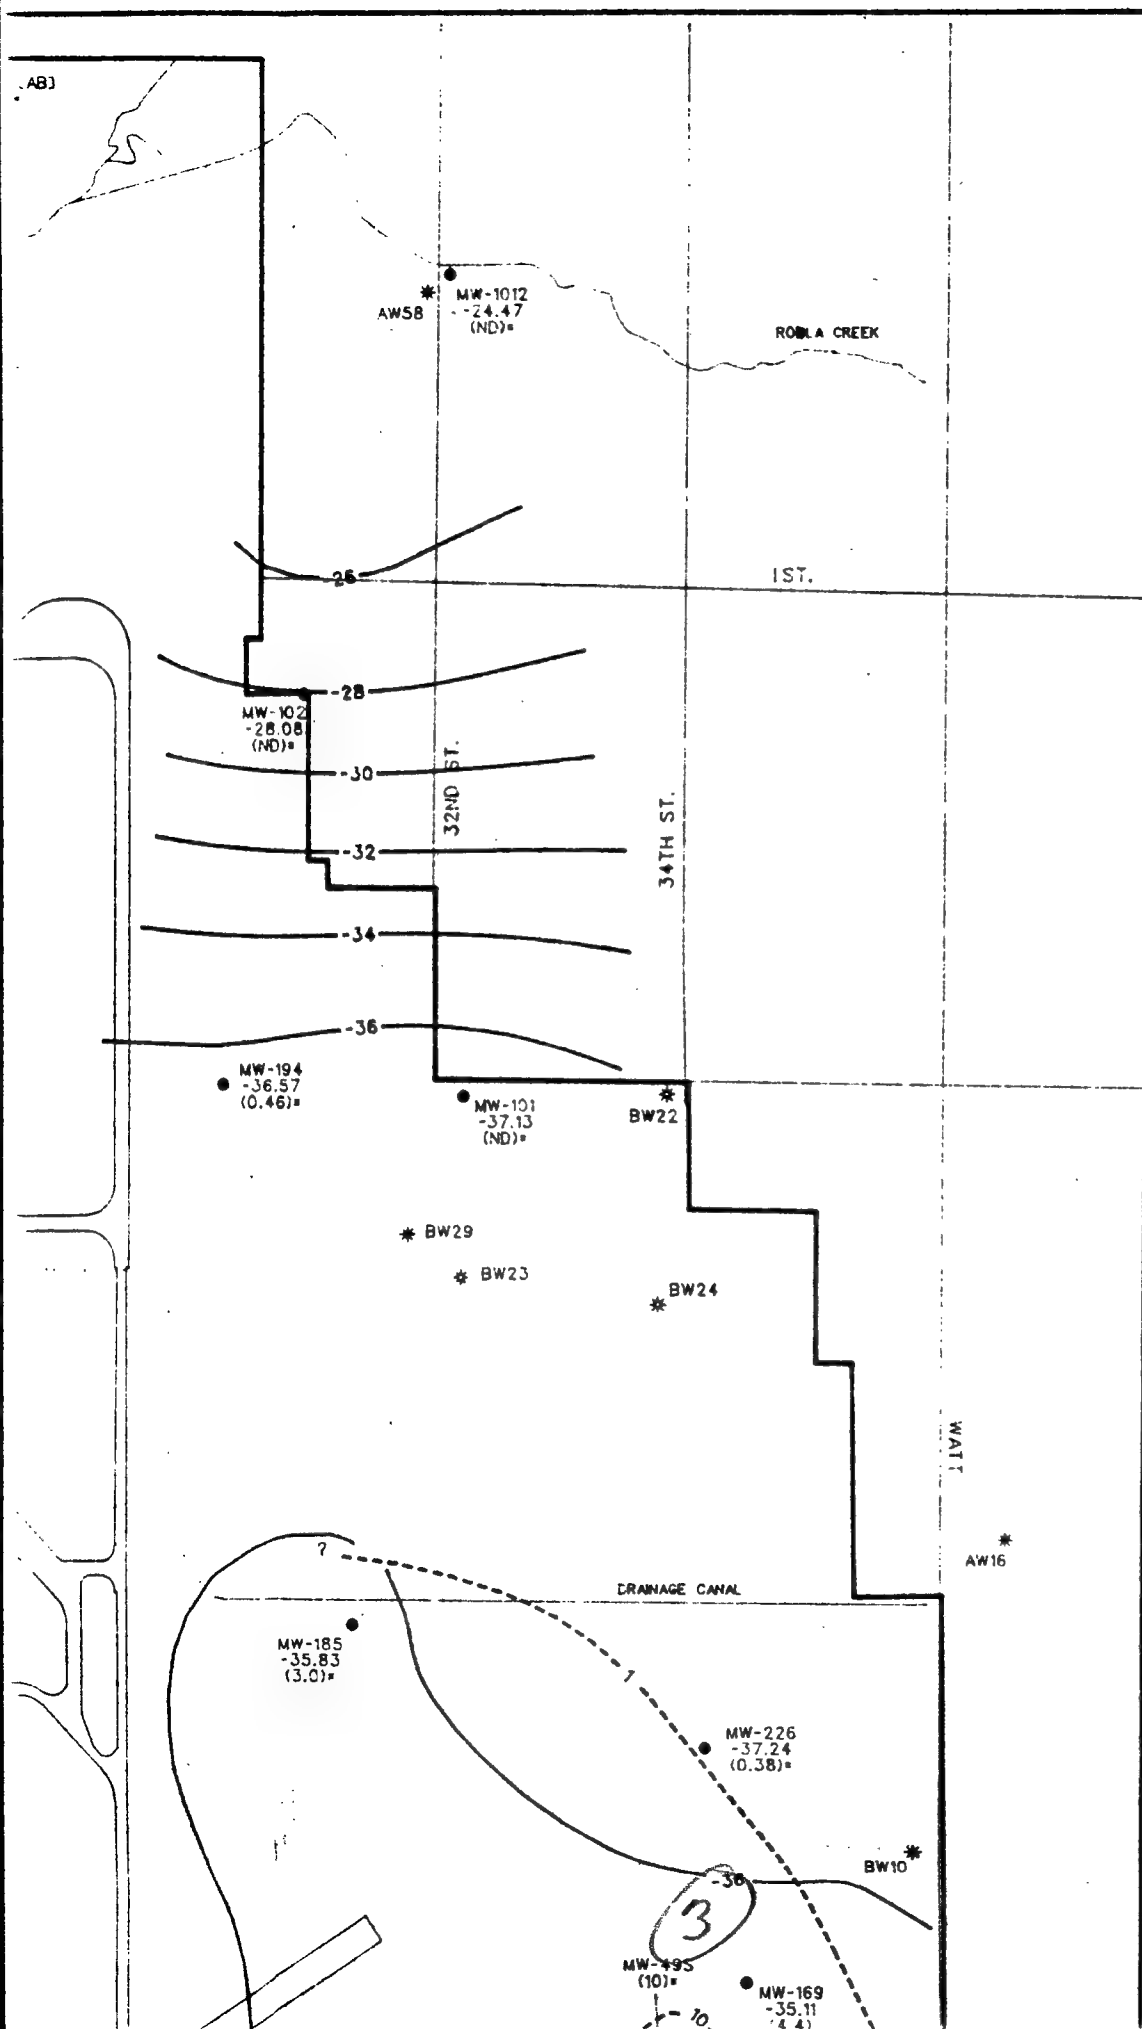 AB3
MW-1012
-24.47
(ND)*
AW58
ROBLA CREEK
-26
1ST.
-28
MW-102
-28.08
(ND)*
32ND ST.
-30
34TH ST.
-32
-34
-36
MW-194
-36.57
(0.46)*
MW-101
-37.13
(ND)*
BW22
BW29
BW23
BW24
WATT
AW16
?
DRAINAGE CANAL
MW-185
-35.83
(3.0)*
1
MW-226
-37.24
(0.38)*
BW10
-36
3
MW-49S
(10)*
MW-169
-35.11
(4.4)
10